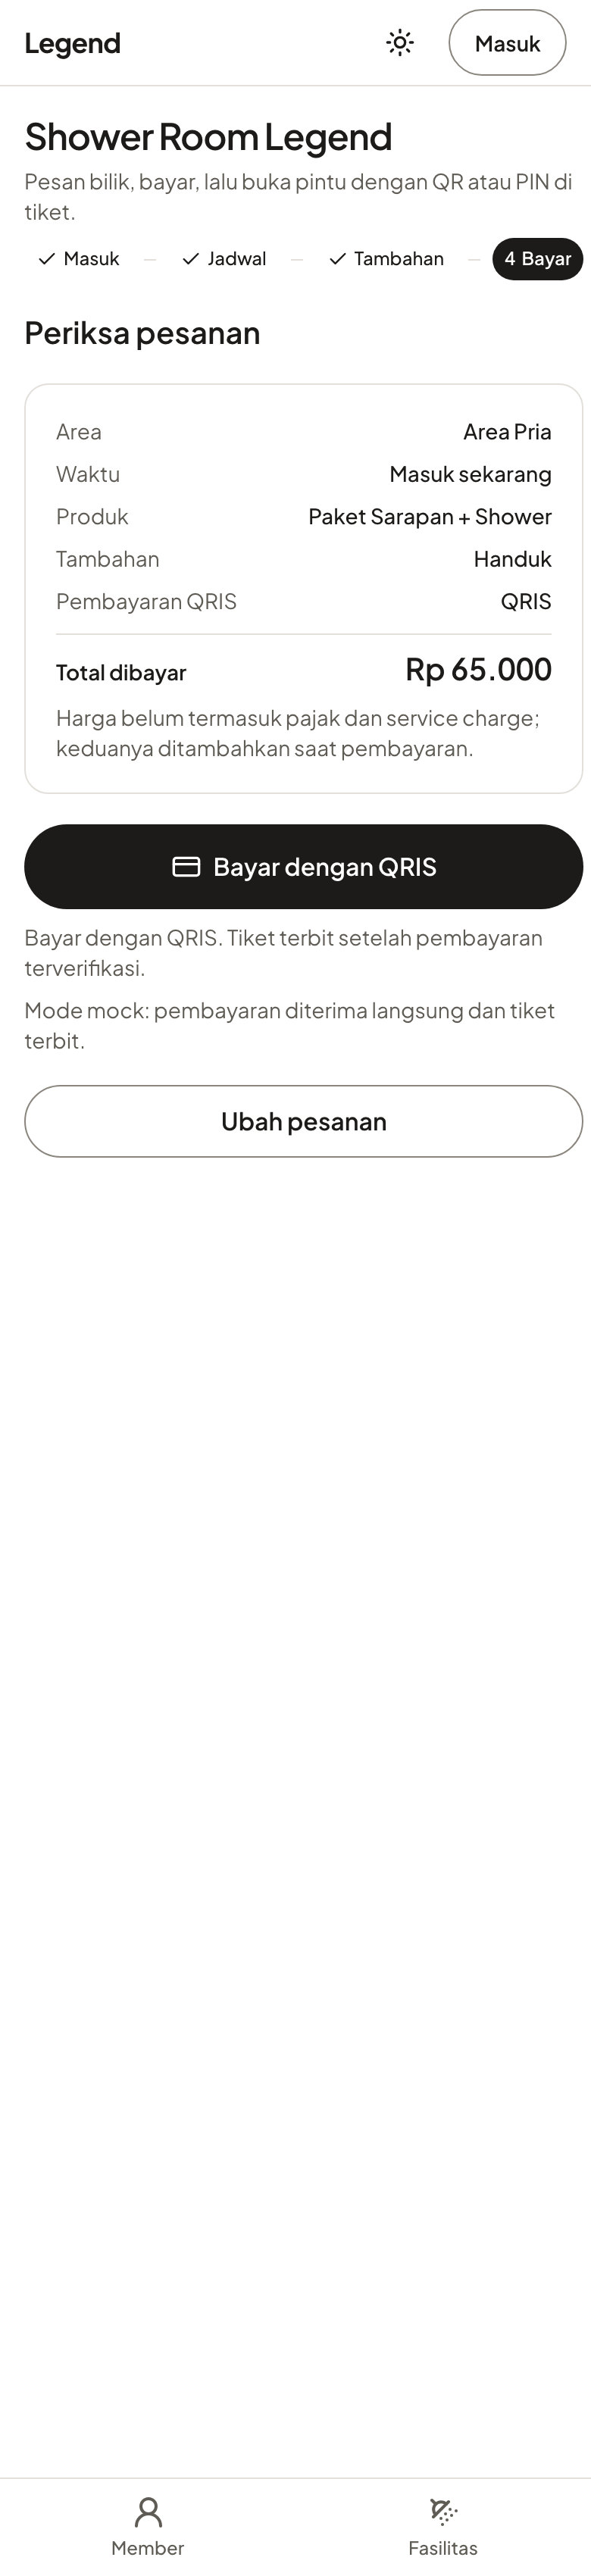 Legend
Masuk
Shower Room Legend
Pesan bilik, bayar, lalu buka pintu dengan QR atau PIN di
tiket.
Masuk
Jadwal
Tambahan
4 Bayar
Periksa pesanan
Area
Area Pria
Waktu
Masuk sekarang
Produk
Paket Sarapan + Shower
Tambahan
Handuk
Pembayaran QRIS
QRIS
Total dibayar
Rp 65.000
Harga belum termasuk pajak dan service charge;
keduanya ditambahkan saat pembayaran.
Bayar dengan QRIS
Bayar dengan QRIS. Tiket terbit setelah pembayaran
terverifikasi.
Mode mock: pembayaran diterima langsung dan tiket
terbit.
Ubah pesanan
Member
Fasilitas